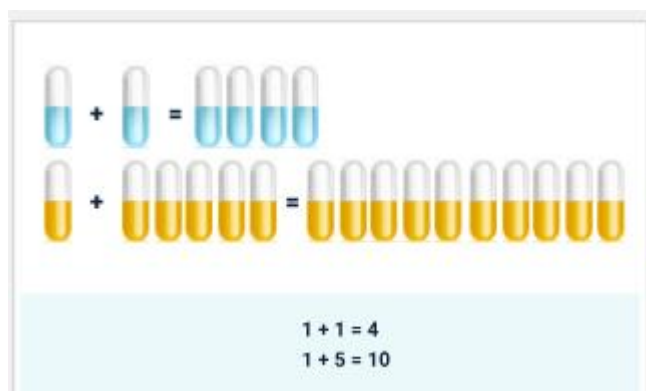 + =
+ =
1 + 1 = 4
1 + 5 = 10